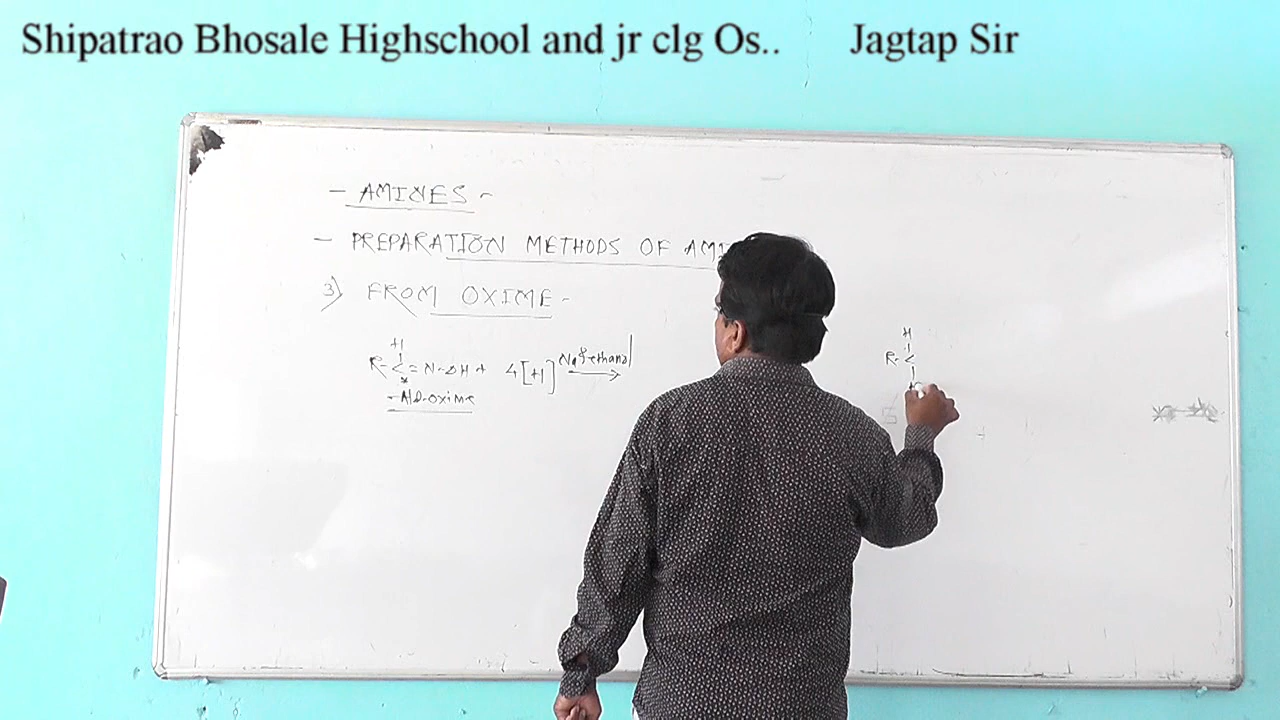 Shipatrao Bhosale Highschool and jr clg Os.. Jagtap Sir
- AMINES -
- PREPARATION METHODS OF AMI
3) FROM OXIME -
H
R-C=N-OH + 4[H] Na/ethanol →
- Ald-oxime
H
R-C